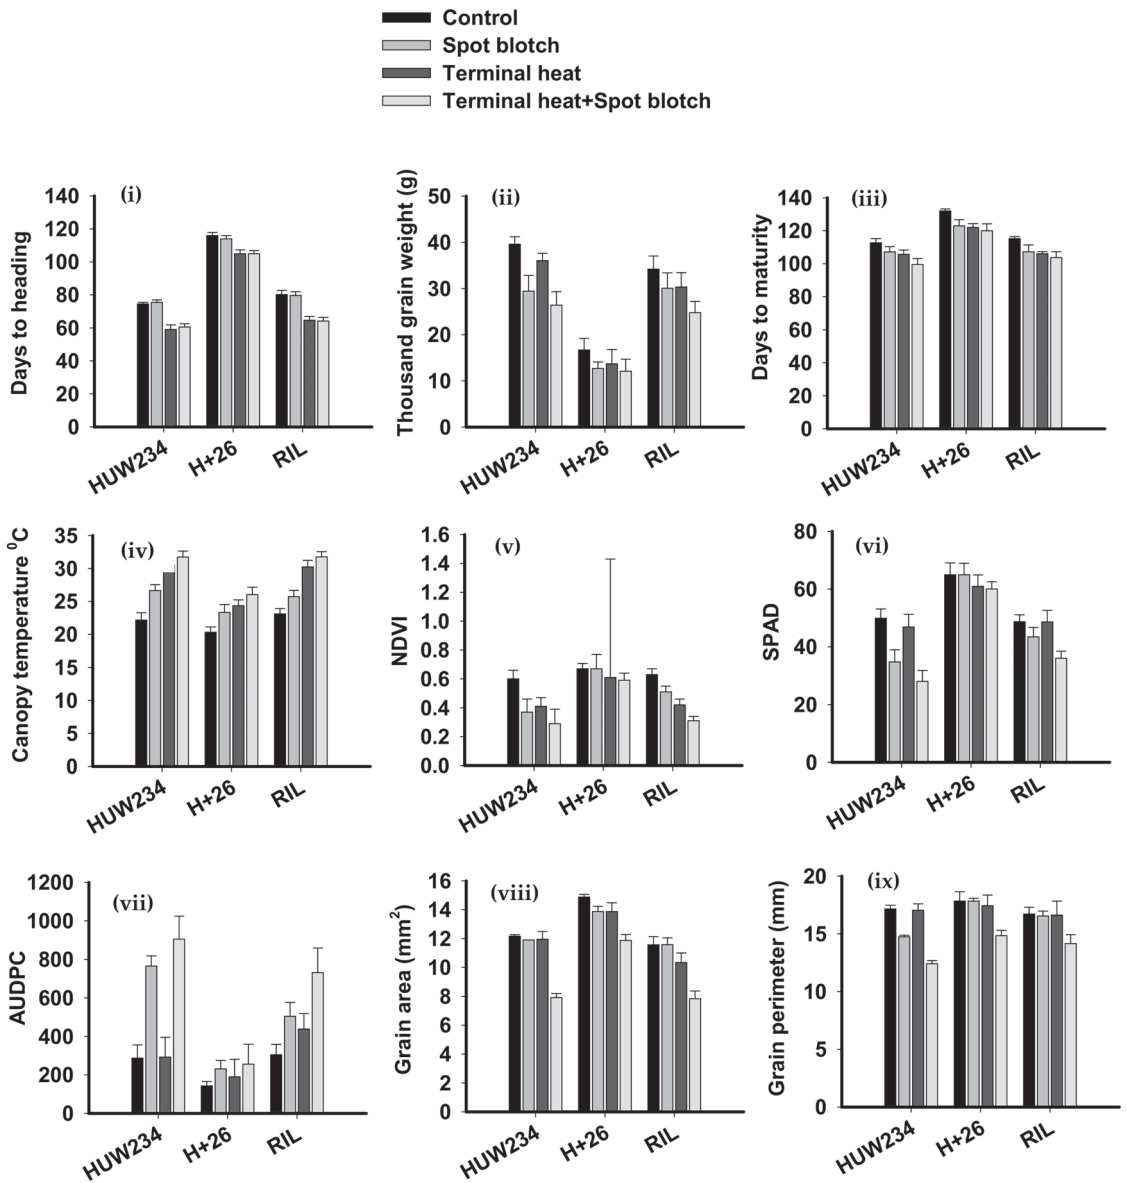 Control
Spot blotch
Terminal heat
Terminal heat+Spot blotch
(i)
Days to heading
140
120
100
80
60
40
20
0
HUW234
H+26
RIL
(ii)
Thousand grain weight (g)
50
40
30
20
10
0
HUW234
H+26
RIL
(iii)
Days to maturity
140
120
100
80
60
40
20
0
HUW234
H+26
RIL
(iv)
Canopy temperature ⁰C
35
30
25
20
15
10
5
0
HUW234
H+26
RIL
(v)
NDVI
1.6
1.4
1.2
1.0
0.8
0.6
0.4
0.2
0.0
HUW234
H+26
RIL
(vi)
SPAD
80
60
40
20
0
HUW234
H+26
RIL
(vii)
AUDPC
1200
1000
800
600
400
200
0
HUW234
H+26
RIL
(viii)
Grain area (mm²)
16
14
12
10
8
6
4
2
0
HUW234
H+26
RIL
(ix)
Grain perimeter (mm)
20
15
10
5
0
HUW234
H+26
RIL